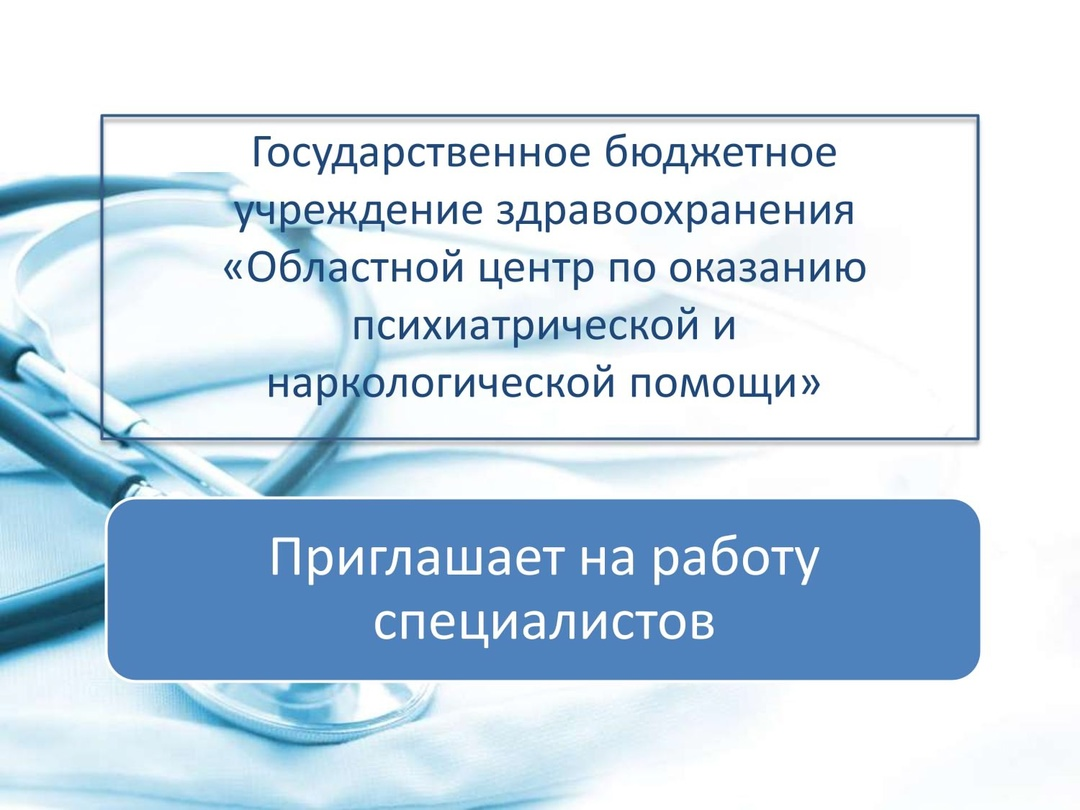 Государственное бюджетное
учреждение здравоохранения
«Областной центр по оказанию
психиатрической и
наркологической помощи»
Приглашает на работу
специалистов